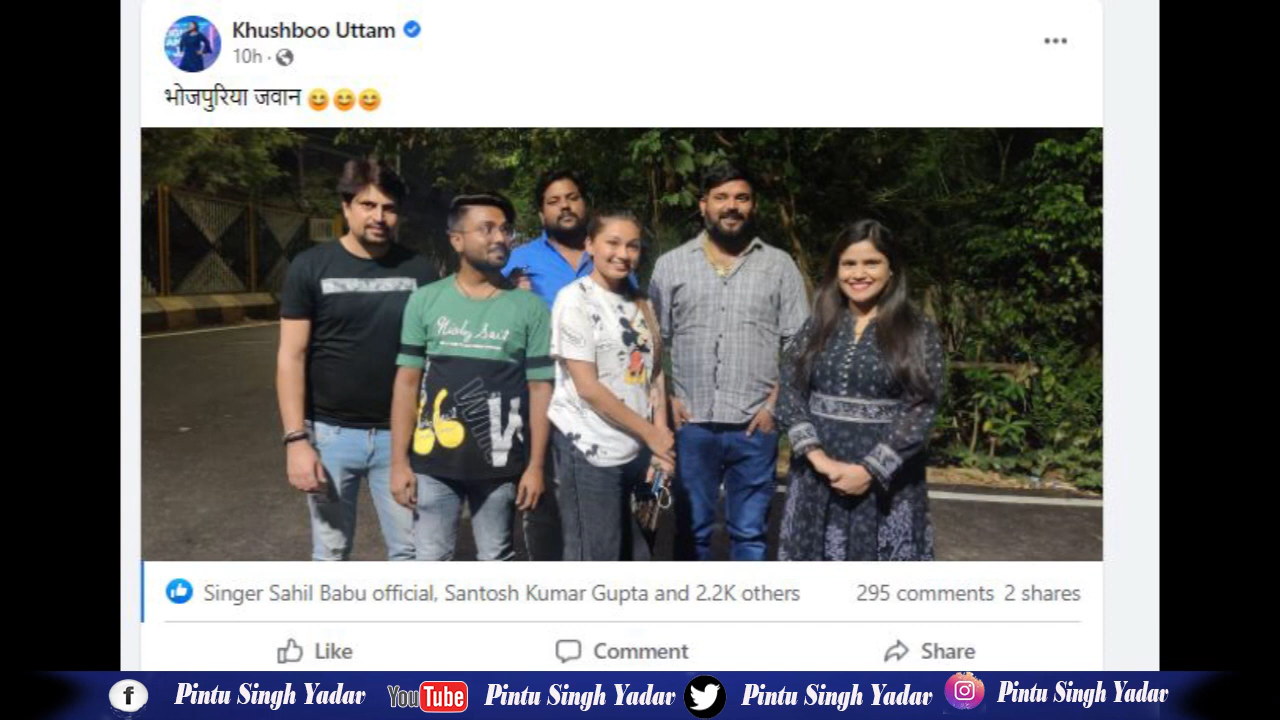 Khushboo Uttam
10h ·
भोजपुरिया जवान 😊😊😊
Singer Sahil Babu official, Santosh Kumar Gupta and 2.2K others 295 comments 2 shares
Like Comment Share
f Pintu Singh Yadav YouTube Pintu Singh Yadav Pintu Singh Yadav Pintu Singh Yadav